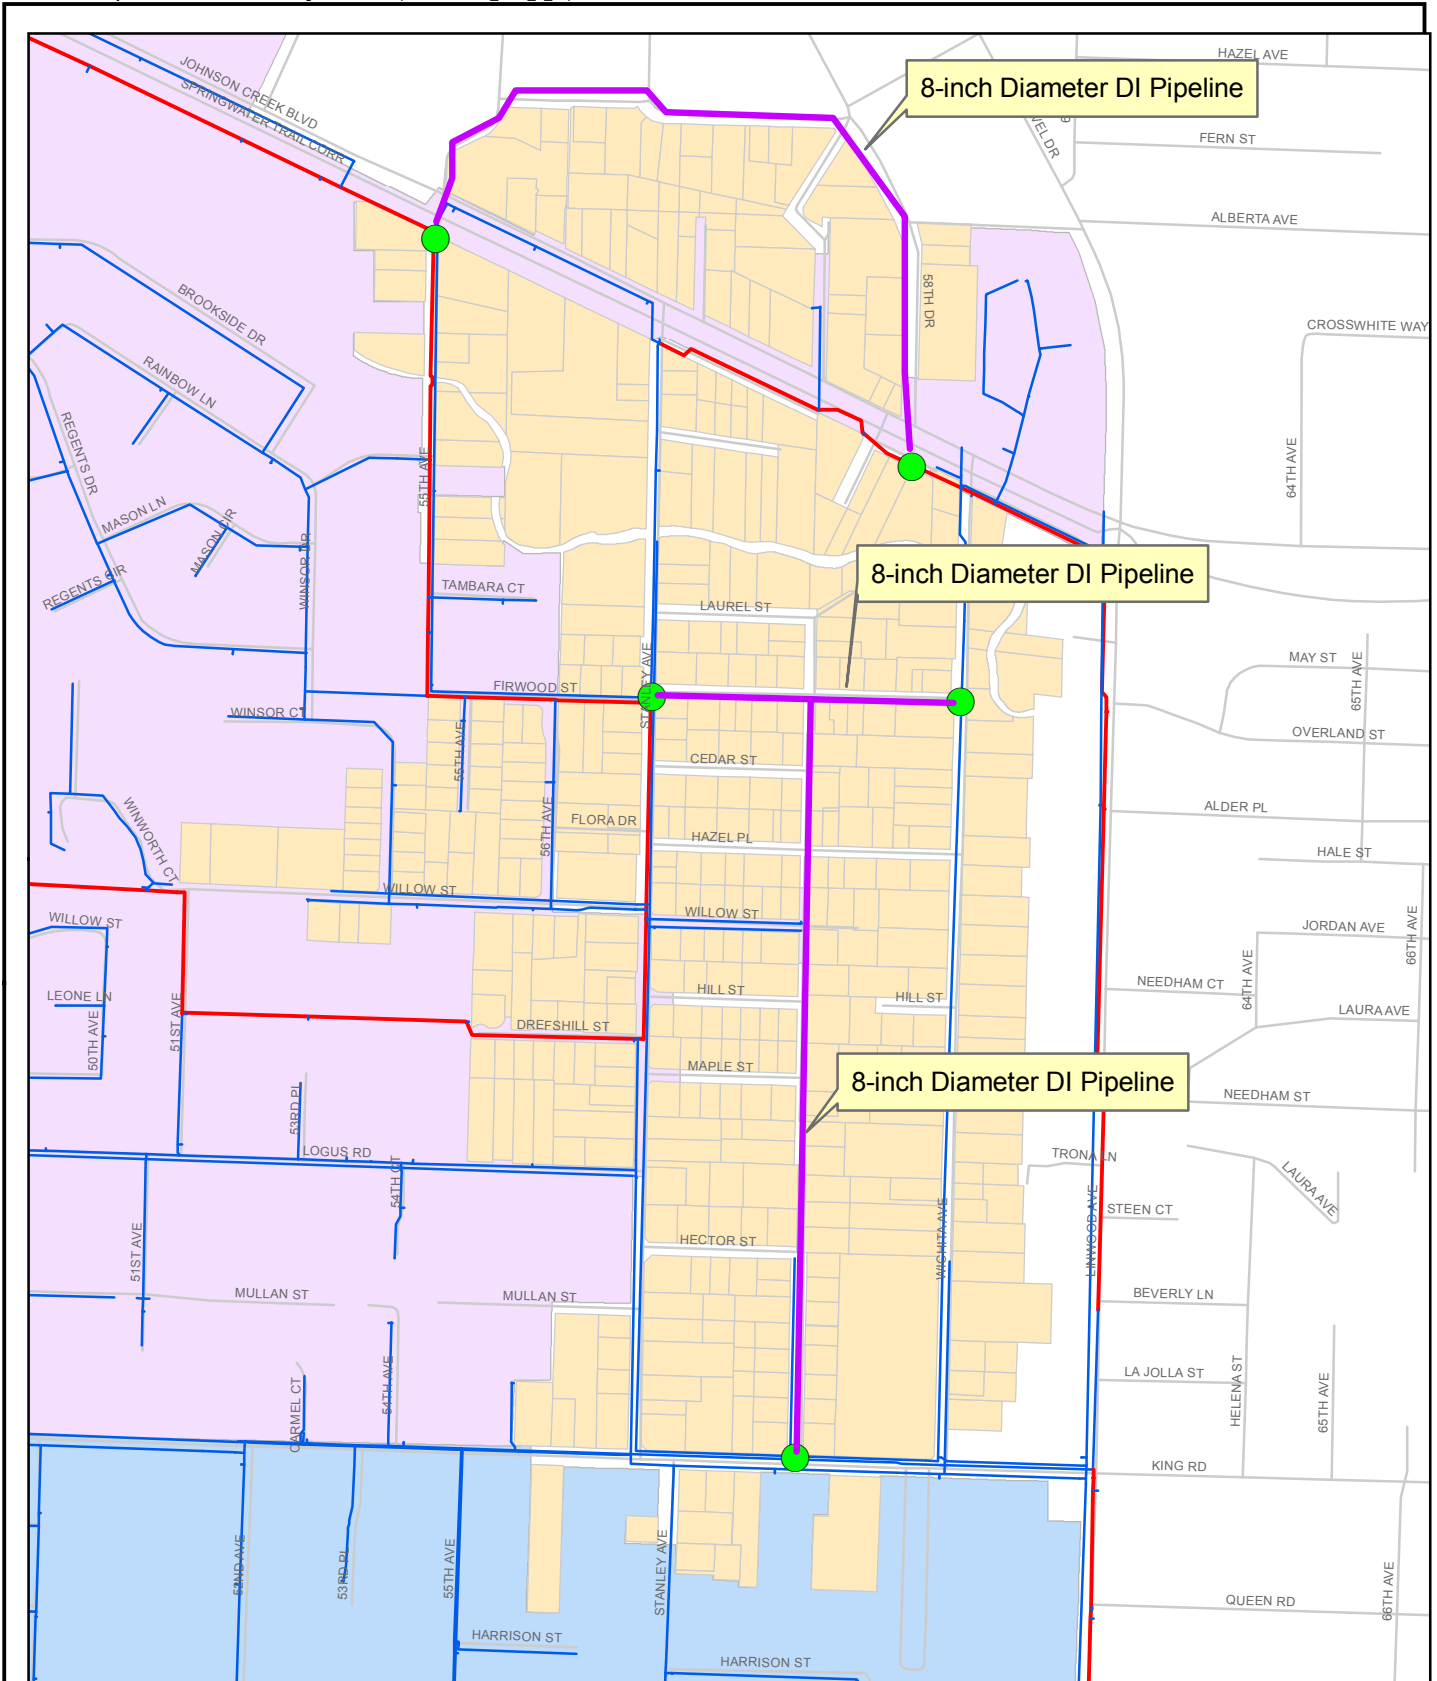 HAZEL AVE
JOHNSON CREEK BLVD
8-inch Diameter DI Pipeline
SPRINGWATER TRAIL CORR
FERN ST
ALBERTA AVE
58TH DR
BROOKSIDE DR
CROSSWHITE WAY
RAINBOW LN
REGENTS DR
55TH AVE
64TH AVE
MASON LN
MASON CIR
WINSOR DR
8-inch Diameter DI Pipeline
REGENTS CIR
TAMBARA CT
LAUREL ST
STANLEY AVE
MAY ST
65TH AVE
FIRWOOD ST
WINSOR CT
OVERLAND ST
55TH AVE
CEDAR ST
WINWORTH CT
56TH AVE
FLORA DR
ALDER PL
HAZEL PL
HALE ST
WILLOW ST
WILLOW ST
WILLOW ST
JORDAN AVE
66TH AVE
64TH AVE
NEEDHAM CT
LEONE LN
HILL ST
HILL ST
LAURA AVE
50TH AVE
51ST AVE
DREFSHILL ST
MAPLE ST
8-inch Diameter DI Pipeline
53RD PL
NEEDHAM ST
LOGUS RD
TRONA LN
54TH CT
LAURA AVE
STEEN CT
WICHITA AVE
LINWOOD AVE
51ST AVE
HECTOR ST
MULLAN ST
MULLAN ST
BEVERLY LN
LA JOLLA ST
HELENA ST
65TH AVE
CARMEL CT
54TH AVE
KING RD
52ND AVE
53RD PL
55TH AVE
STANLEY AVE
66TH AVE
QUEEN RD
HARRISON ST
HARRISON ST